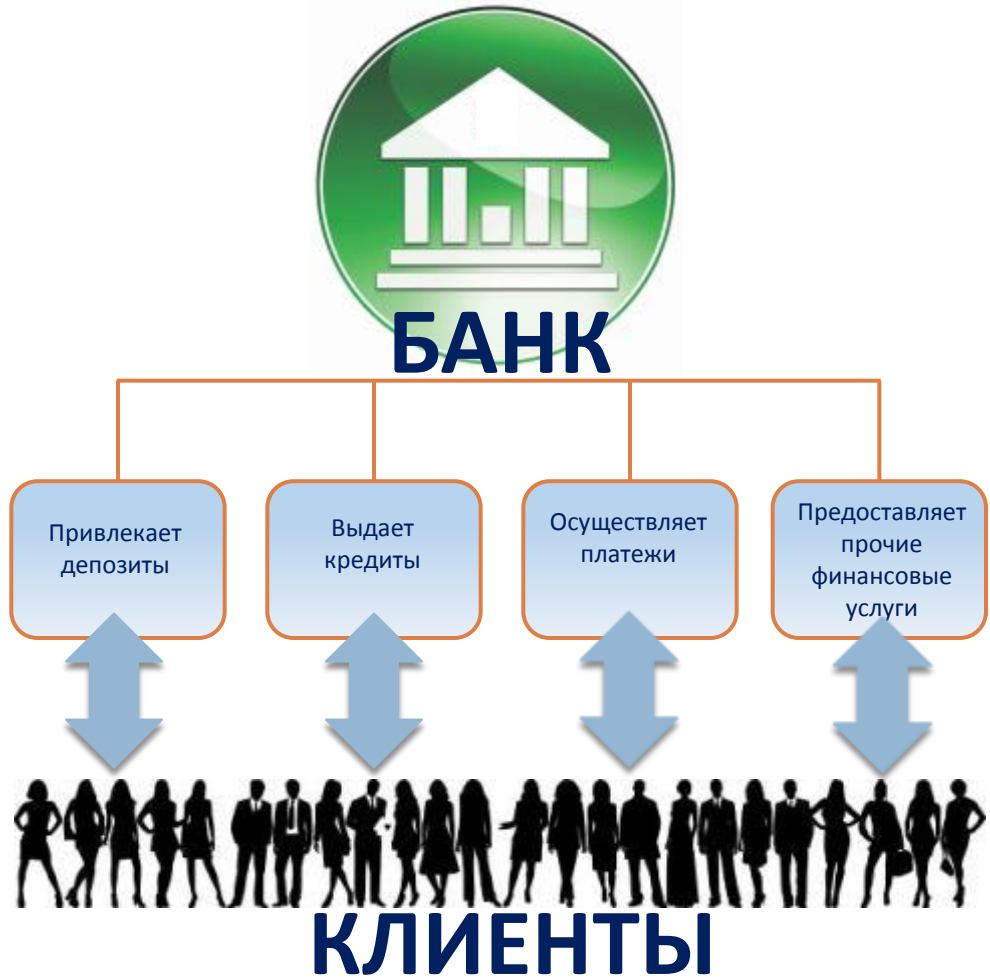 БАНК
Привлекает
депозиты
Выдает
кредиты
Осуществляет
платежи
Предоставляет
прочие
финансовые
услуги
КЛИЕНТЫ